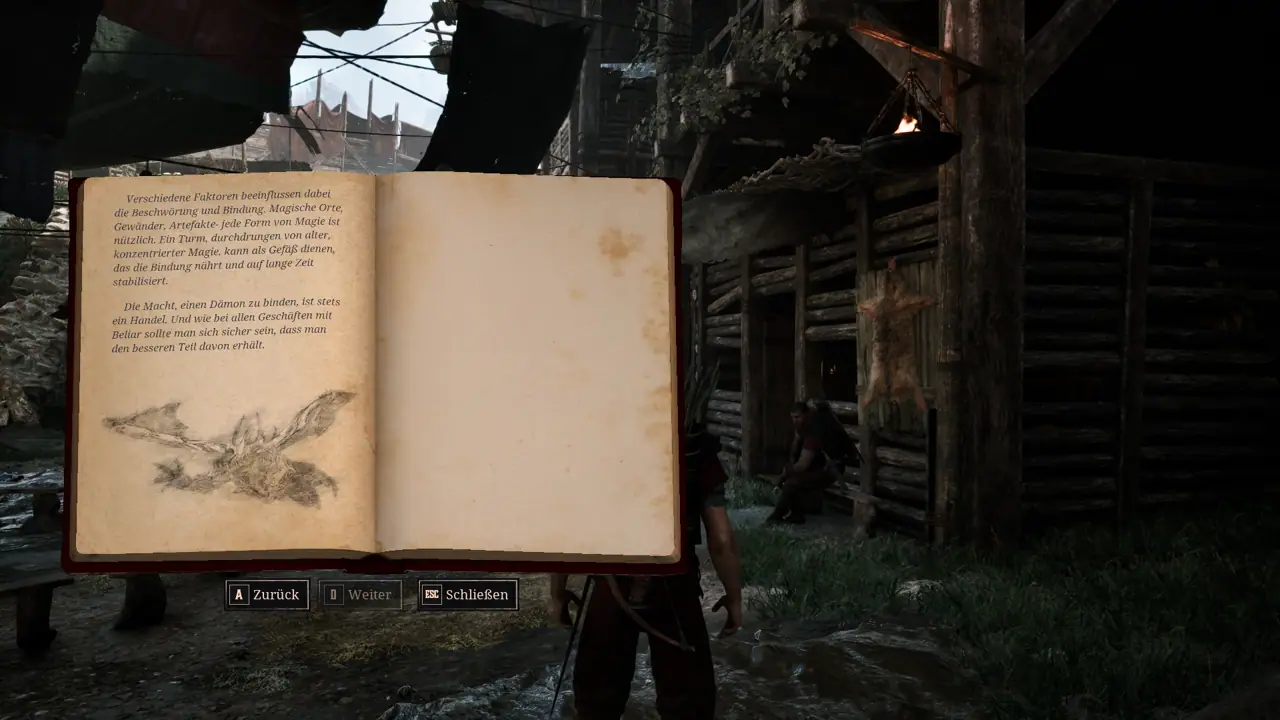 Verschiedene Faktoren beeinflussen dabei
die Beschwörung und Bindung. Magische Orte,
Gewänder, Artefakte- jede Form von Magie ist
nützlich. Ein Turm, durchdrungen von alter,
konzentrierter Magie, kann als Gefäß dienen,
das die Bindung nährt und auf lange Zeit
stabilisiert.
Die Macht, einen Dämon zu binden, ist stets
ein Handel. Und wie bei allen Geschäften mit
Beliar sollte man sich sicher sein, dass man
den besseren Teil davon erhält.
A Zurück D Weiter ESC Schließen